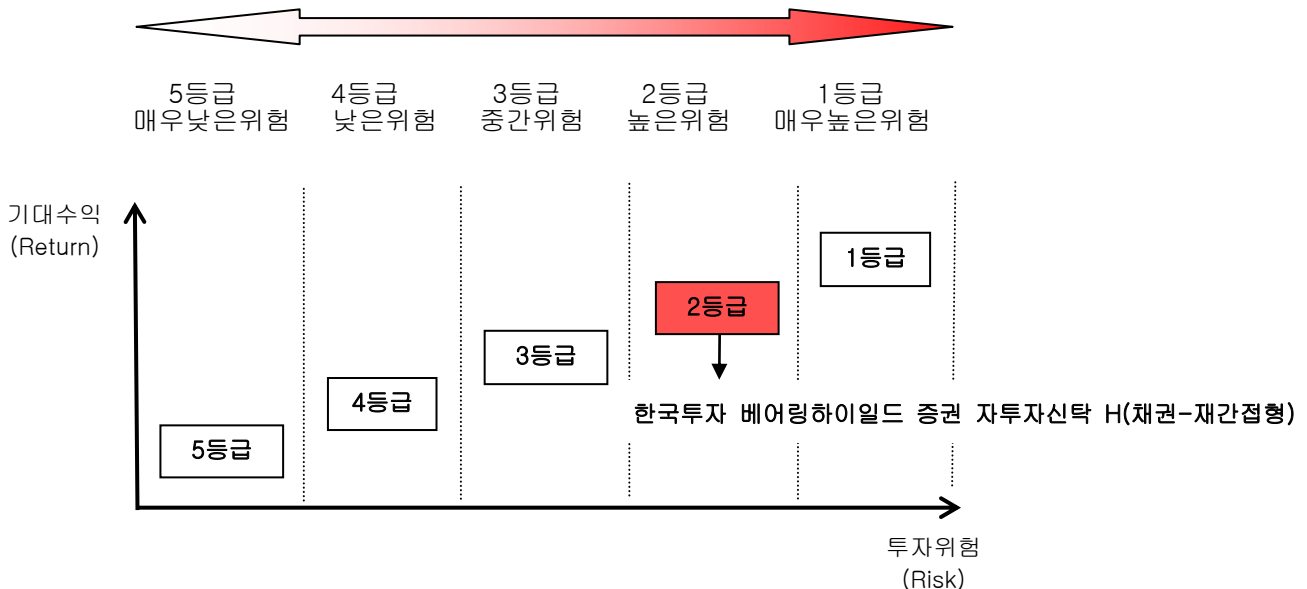 5등급 4등급 3등급 2등급 1등급
매우낮은위험 낮은위험 중간위험 높은위험 매우높은위험
기대수익
(Return)
1등급
2등급
3등급
4등급
한국투자 베어링하이일드 증권 자투자신탁 H(채권-재간접형)
5등급
투자위험
(Risk)